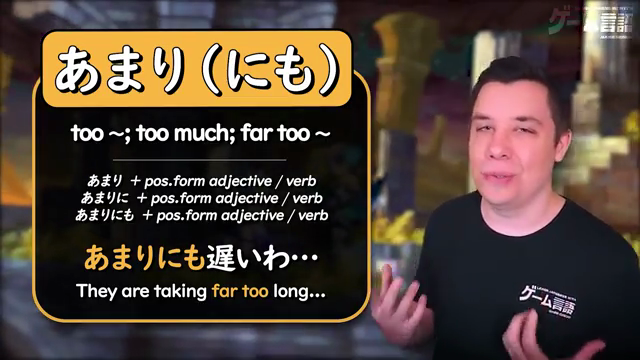 あまり(にも)
too ~; too much; far too ~
あまり + pos.form adjective / verb
あまりに + pos.form adjective / verb
あまりにも + pos.form adjective / verb
あまりにも遅いわ…
They are taking far too long...
ゲーム言語
ゲーム言語